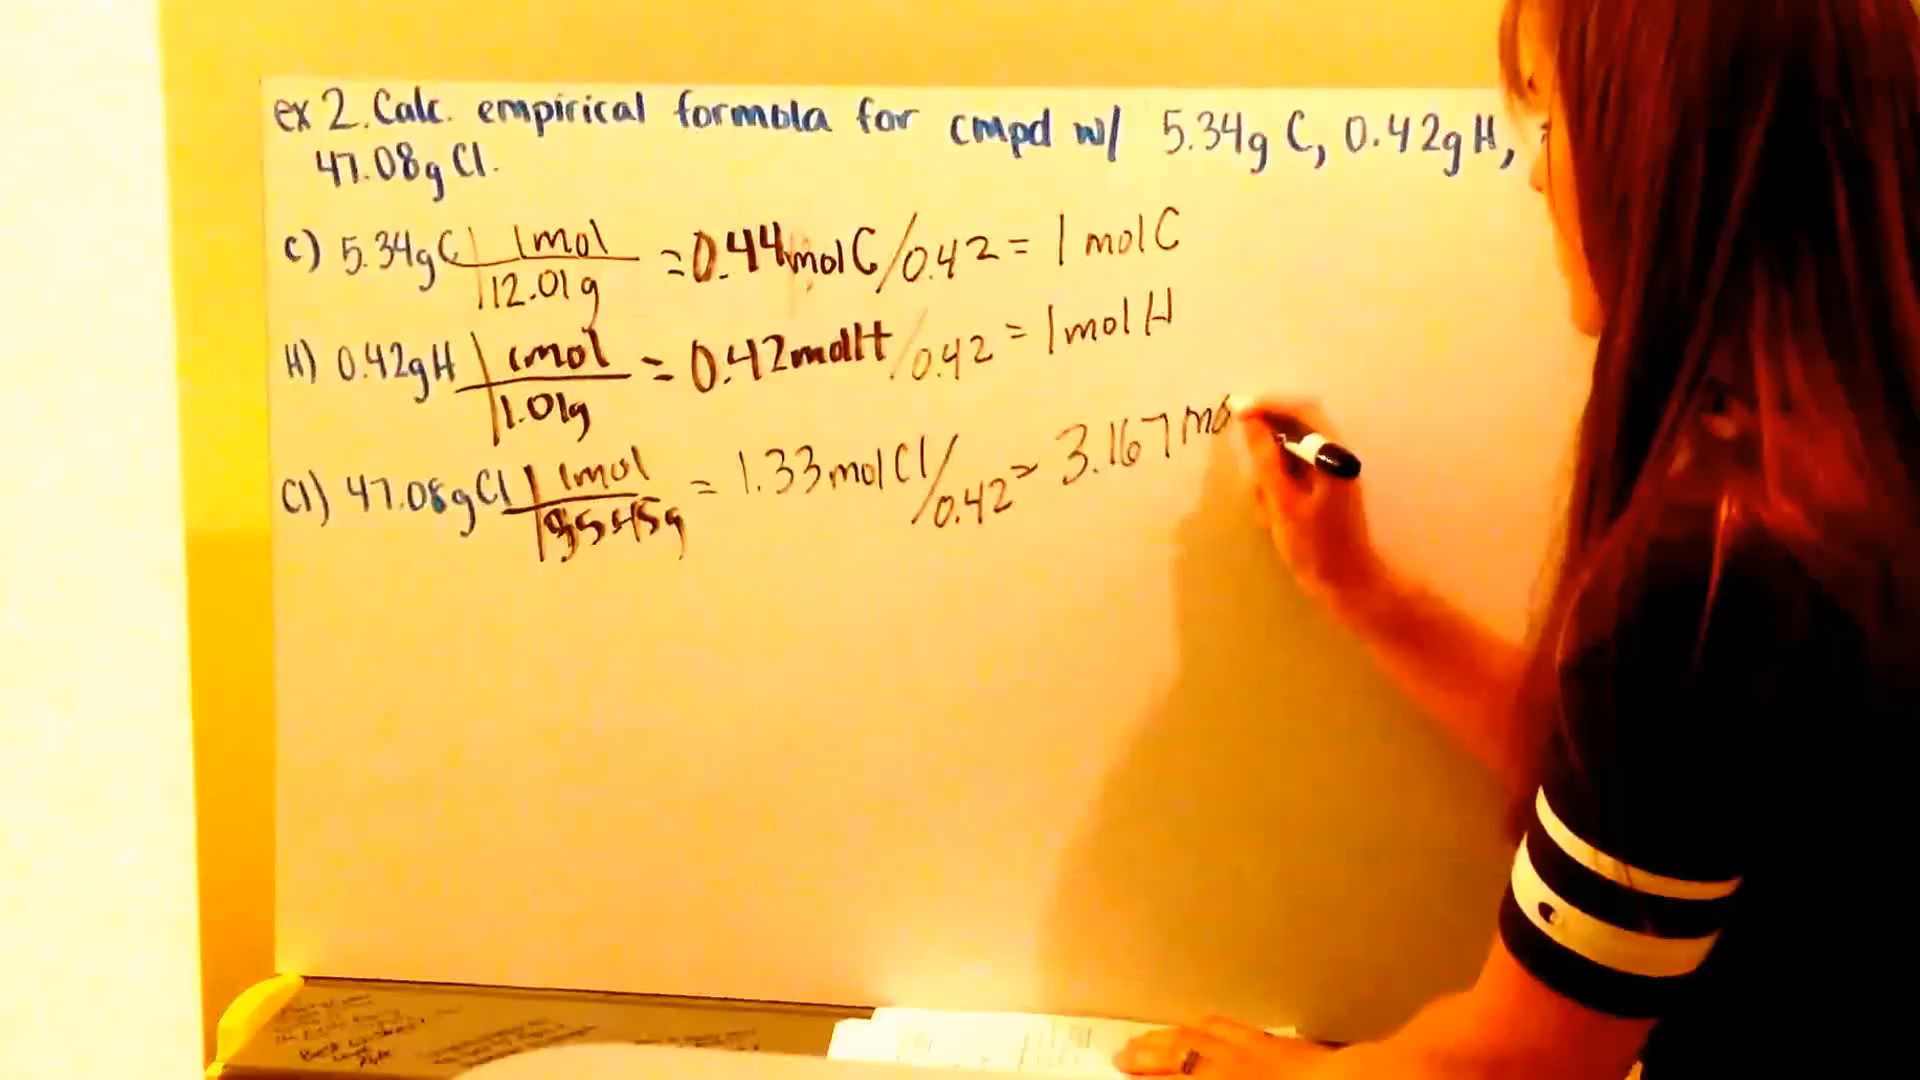 ex 2. Calc. empirical formula for cmpd w/ 5.34g C, 0.42g H,
47.08g Cl.
C) 5.34g C | 1mol = 0.44 mol C / 0.42 = 1 mol C
12.01g
H) 0.42g H | 1mol = 0.42 mol H / 0.42 = 1 mol H
1.01g
Cl) 47.08g Cl | 1mol = 1.33 mol Cl / 0.42 = 3.167 mo
35.45g